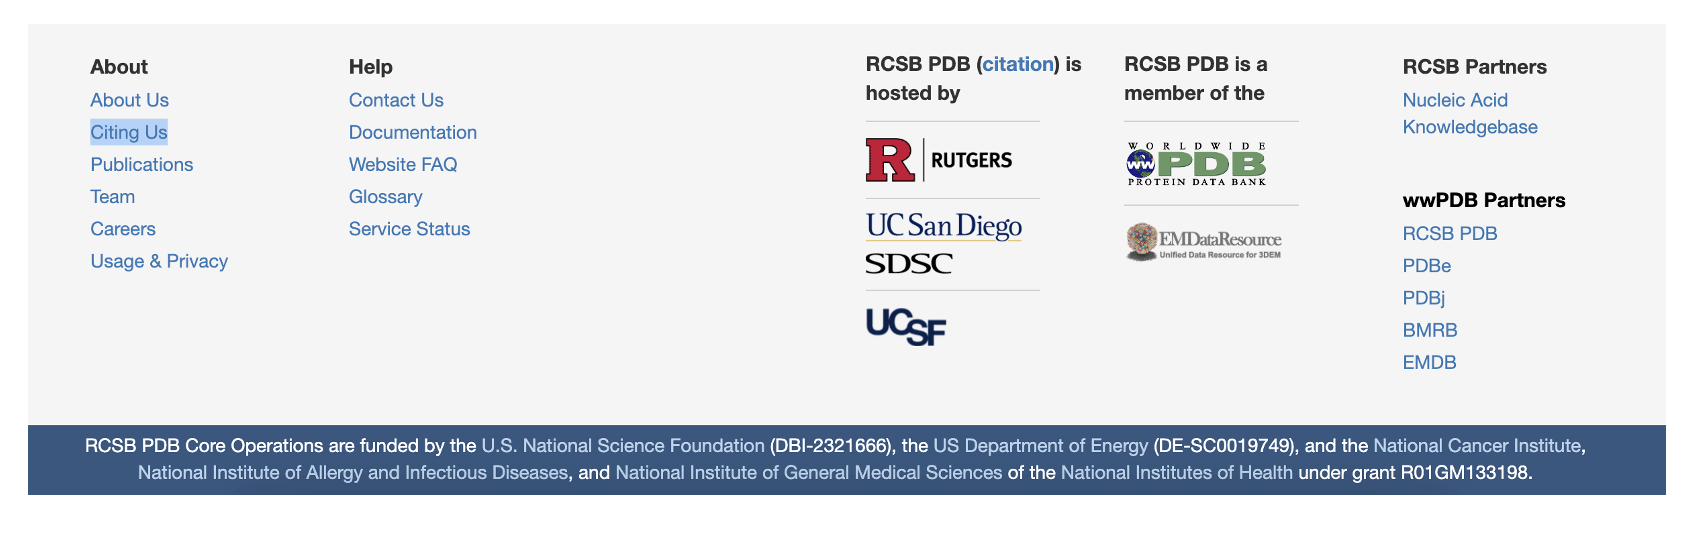 About
About Us
Citing Us
Publications
Team
Careers
Usage & Privacy
Help
Contact Us
Documentation
Website FAQ
Glossary
Service Status
RCSB PDB (citation) is
hosted by
R RUTGERS
UC San Diego
SDSC
UCSF
RCSB PDB is a
member of the
WORLDWIDE
ww PDB
PROTEIN DATA BANK
EMDataResource
Unified Data Resource for 3DEM
RCSB Partners
Nucleic Acid
Knowledgebase
wwPDB Partners
RCSB PDB
PDBe
PDBj
BMRB
EMDB
RCSB PDB Core Operations are funded by the U.S. National Science Foundation (DBI-2321666), the US Department of Energy (DE-SC0019749), and the National Cancer Institute,
National Institute of Allergy and Infectious Diseases, and National Institute of General Medical Sciences of the National Institutes of Health under grant R01GM133198.